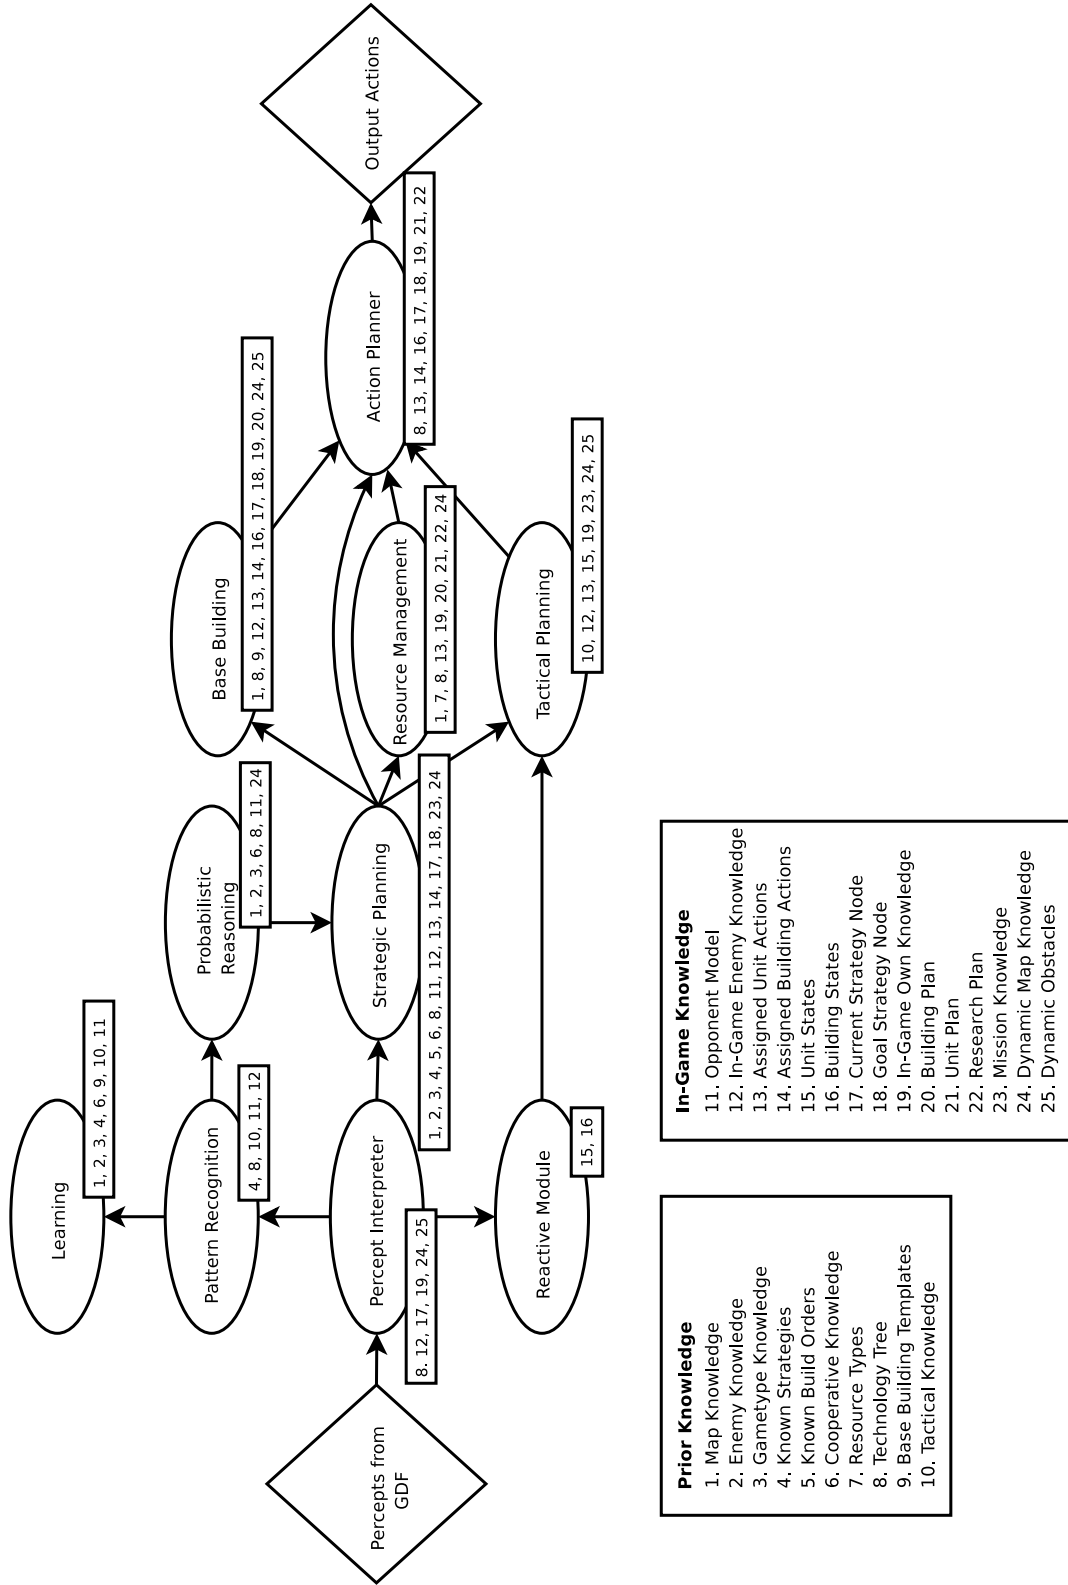 Learning
1, 2, 3, 4, 6, 9, 10, 11
Pattern Recognition
4, 8, 10, 11, 12
Probabilistic
Reasoning
1, 2, 3, 6, 8, 11, 24
Base Building
1, 8, 9, 12, 13, 14, 16, 17, 18, 19, 20, 24, 25
Percepts from
GDF
Percept Interpreter
8. 12, 17, 19, 24, 25
Strategic Planning
1, 2, 3, 4, 5, 6, 8, 11, 12, 13, 14, 17, 18, 23, 24
Resource Management
1, 7, 8, 13, 19, 20, 21, 22, 24
Action Planner
8, 13, 14, 16, 17, 18, 19, 21, 22
Output Actions
Reactive Module
15, 16
Tactical Planning
10, 12, 13, 15, 19, 23, 24, 25
Prior Knowledge
1. Map Knowledge
2. Enemy Knowledge
3. Gametype Knowledge
4. Known Strategies
5. Known Build Orders
6. Cooperative Knowledge
7. Resource Types
8. Technology Tree
9. Base Building Templates
10. Tactical Knowledge
In-Game Knowledge
11. Opponent Model
12. In-Game Enemy Knowledge
13. Assigned Unit Actions
14. Assigned Building Actions
15. Unit States
16. Building States
17. Current Strategy Node
18. Goal Strategy Node
19. In-Game Own Knowledge
20. Building Plan
21. Unit Plan
22. Research Plan
23. Mission Knowledge
24. Dynamic Map Knowledge
25. Dynamic Obstacles